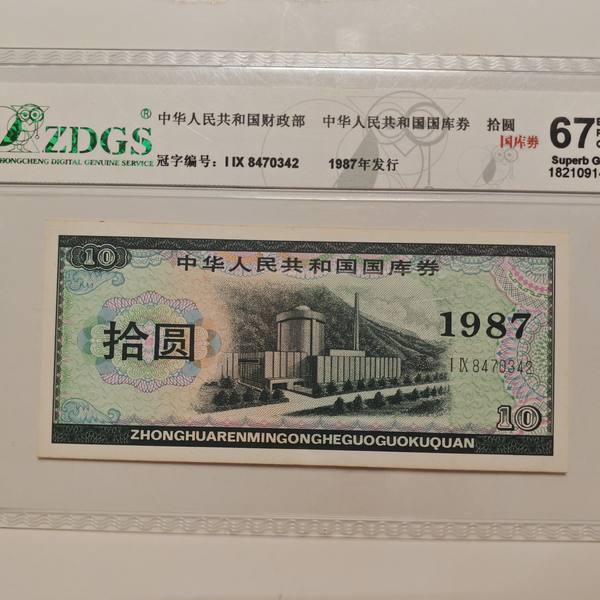 ZDGS®
ZHONGCHENG DIGITAL GENUINE SERVICE
中华人民共和国财政部 中华人民共和国国库券 拾圆
国库券
冠字编号: I IX 8470342 1987年发行
67
Superb G
1821091
10
中华人民共和国国库券
拾圆
1987
I IX 8470342
10
ZHONGHUARENMINGONGHEGUOGUOKUQUAN